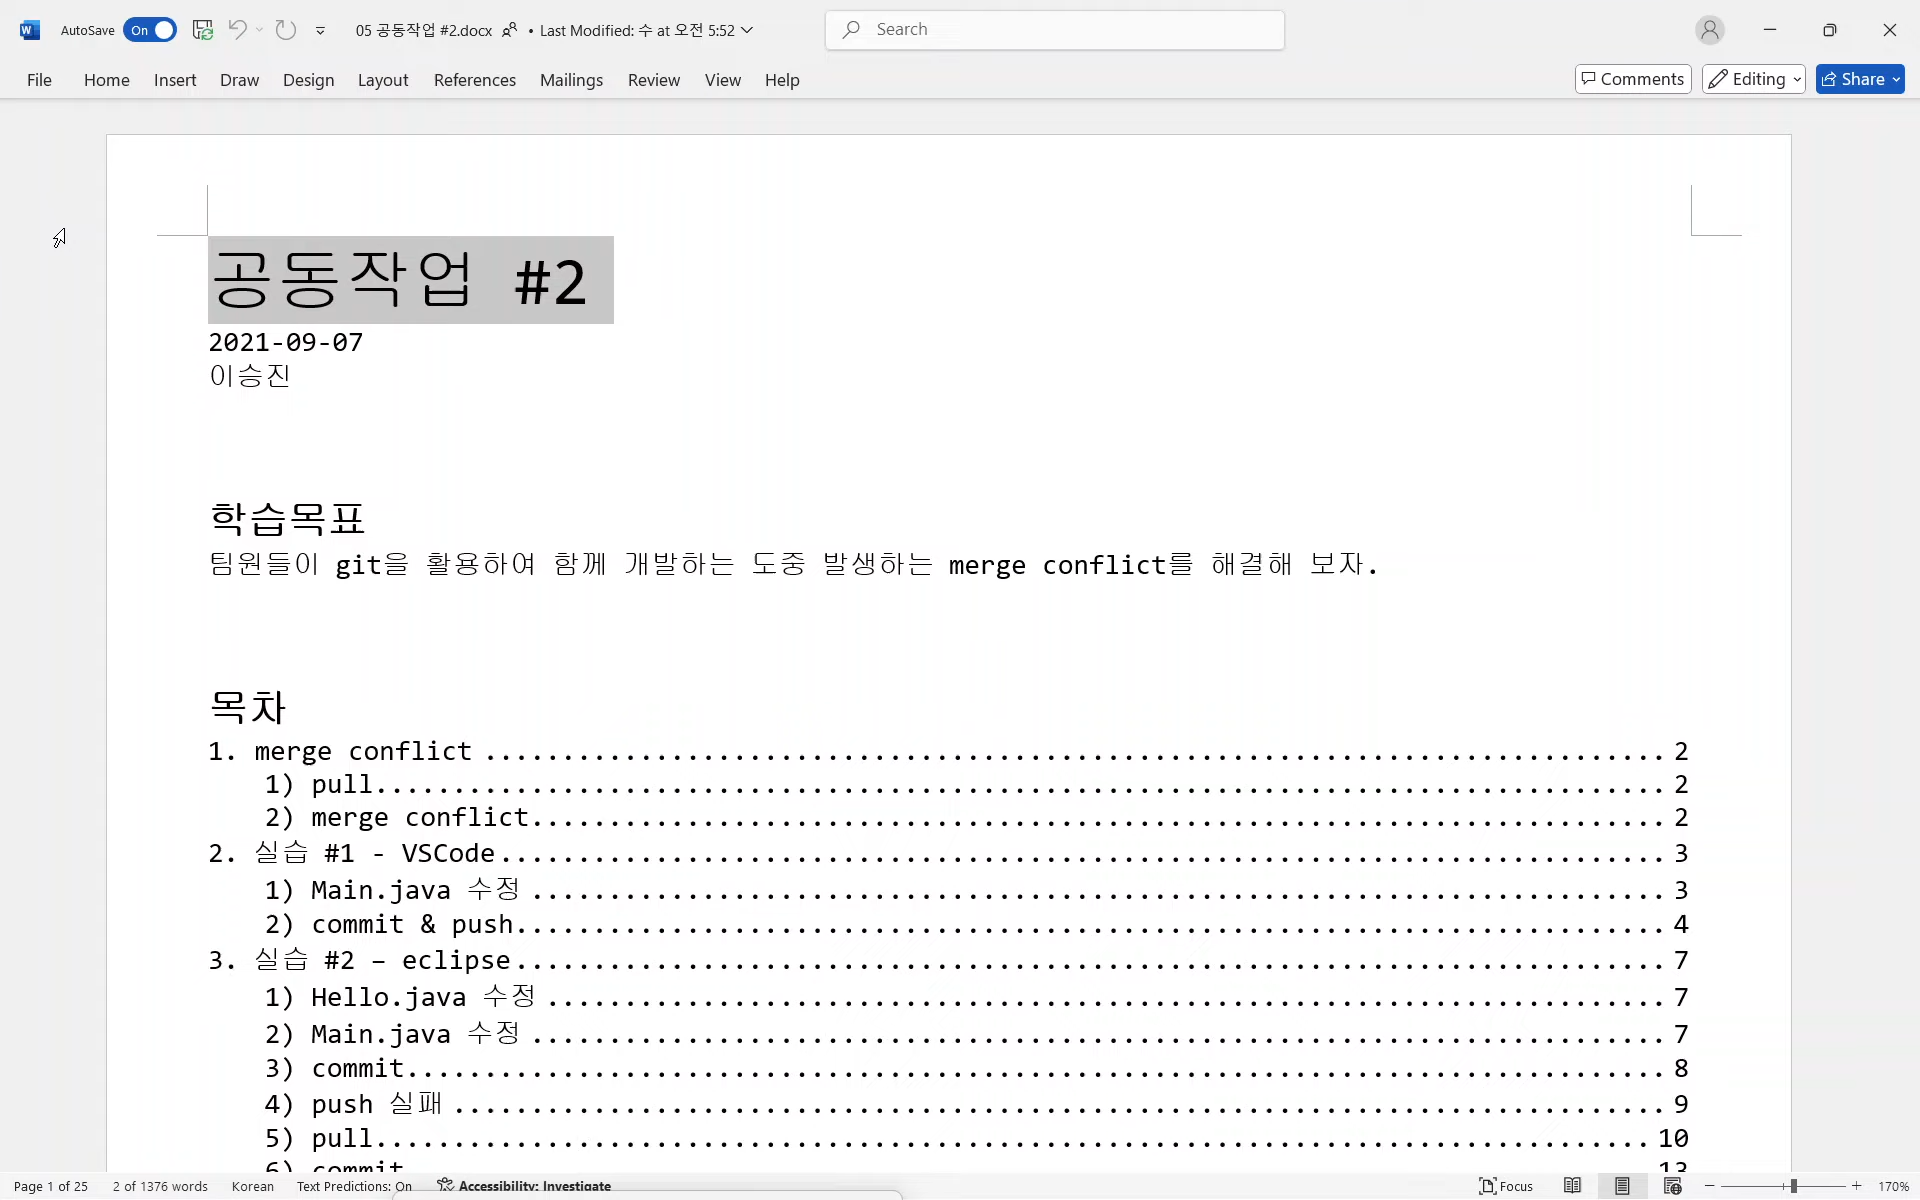 AutoSave On 05 공동작업 #2.docx • Last Modified: 수 at 오전 5:52 Search
File Home Insert Draw Design Layout References Mailings Review View Help Comments Editing Share
공동작업 #2
2021-09-07
이승진
학습목표
팀원들이 git을 활용하여 함께 개발하는 도중 발생하는 merge conflict를 해결해 보자.
목차
1. merge conflict 2
1) pull 2
2) merge conflict 2
2. 실습 #1 - VSCode 3
1) Main.java 수정 3
2) commit & push 4
3. 실습 #2 – eclipse 7
1) Hello.java 수정 7
2) Main.java 수정 7
3) commit 8
4) push 실패 9
5) pull 10
6) commit 13
Page 1 of 25 2 of 1376 words Korean Text Predictions: On Accessibility: Investigate Focus 170%